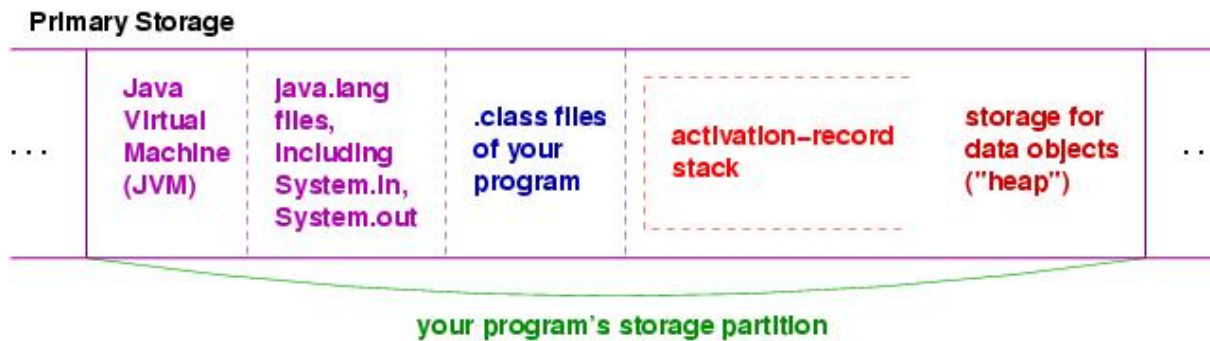 Primary Storage
...
Java
Virtual
Machine
(JVM)
java.lang
files,
including
System.in,
System.out
.class files
of your
program
activation-record
stack
storage for
data objects
("heap")
...
your program's storage partition